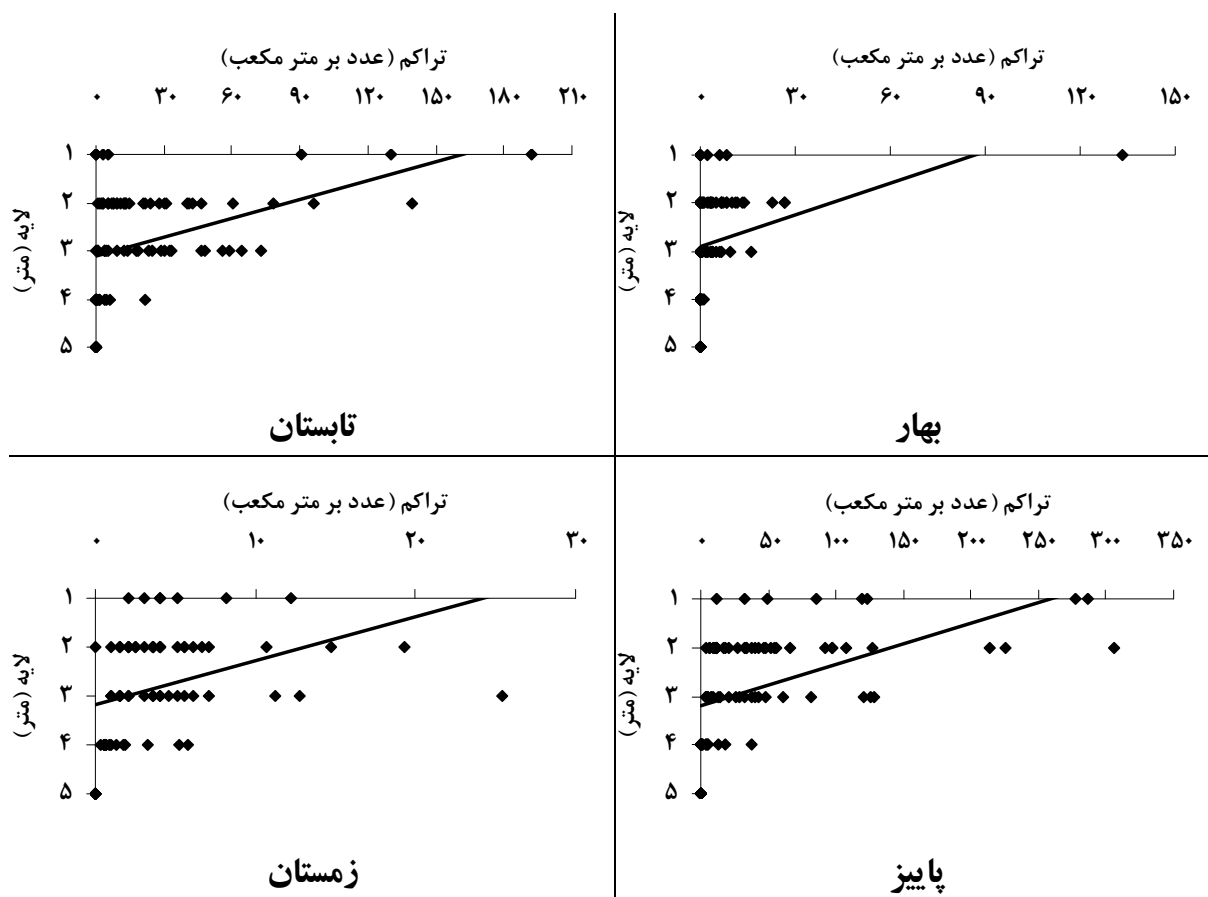 تراکم (عدد بر متر مکعب)
۰ ۳۰ ۶۰ ۹۰ ۱۲۰ ۱۵۰
۱
۲
۳
۴
۵
لایه (متر)
بهار
تراکم (عدد بر متر مکعب)
۰ ۳۰ ۶۰ ۹۰ ۱۲۰ ۱۵۰ ۱۸۰ ۲۱۰
۱
۲
۳
۴
۵
لایه (متر)
تابستان
تراکم (عدد بر متر مکعب)
۰ ۵۰ ۱۰۰ ۱۵۰ ۲۰۰ ۲۵۰ ۳۰۰ ۳۵۰
۱
۲
۳
۴
۵
لایه (متر)
پاییز
تراکم (عدد بر متر مکعب)
۰ ۱۰ ۲۰ ۳۰
۱
۲
۳
۴
۵
لایه (متر)
زمستان